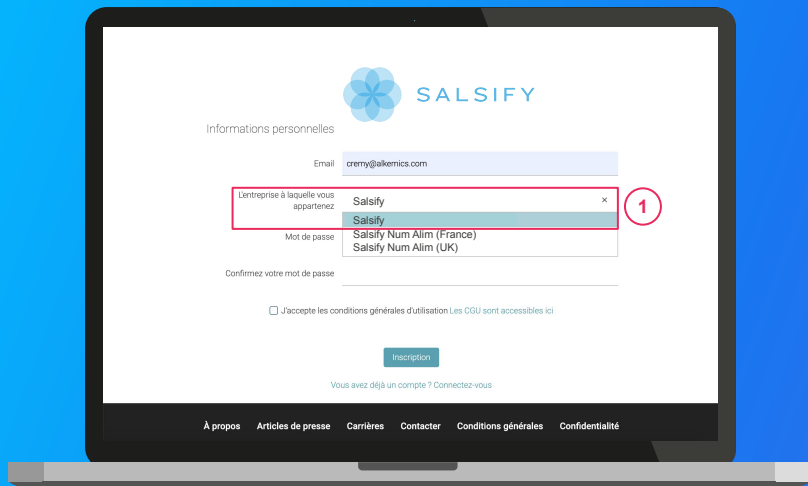 SALSIFY
Informations personnelles
Email
cremy@alkemics.com
L'entreprise à laquelle vous
appartenez
Salsify
×
1
Salsify
Salsify Num Alim (France)
Salsify Num Alim (UK)
Mot de passe
Confirmez votre mot de passe
J'accepte les conditions générales d'utilisation Les CGU sont accessibles ici
Inscription
Vous avez déjà un compte ? Connectez-vous
À propos Articles de presse Carrières Contacter Conditions générales Confidentialité